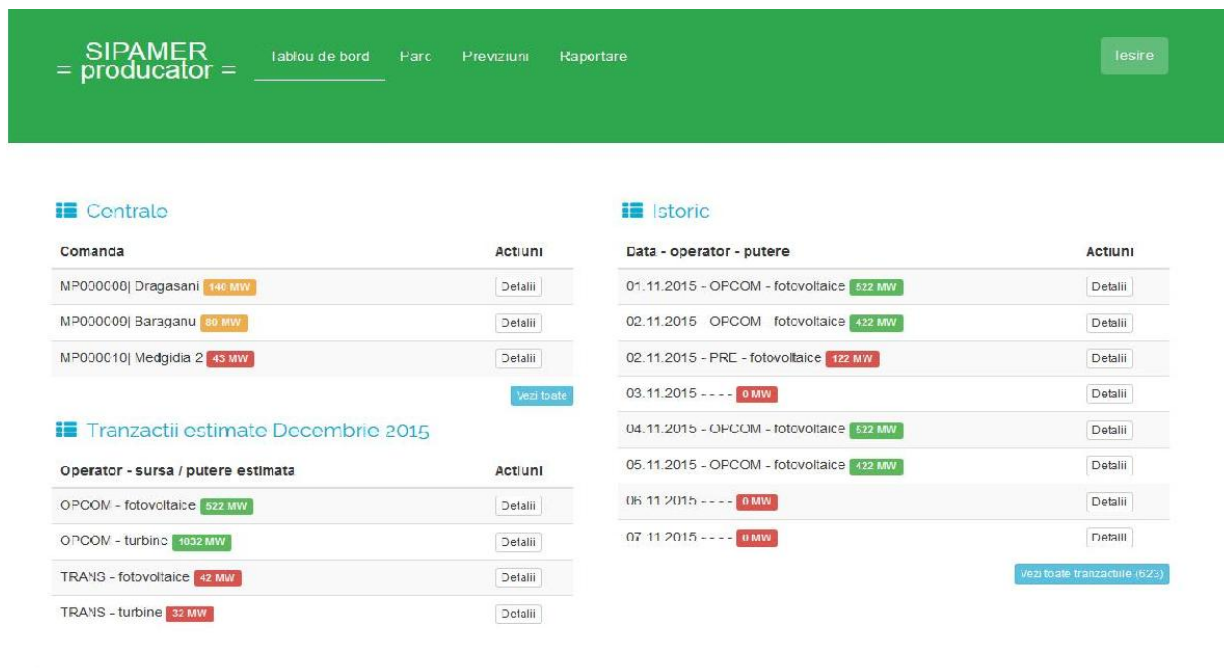 SIPAMER
= producator =
Tablou de bord Parc Previziuni Raportare
Iesire
Centrale
Comanda Actiuni
MP000008| Dragasani 140 MW Detalii
MP000009| Baraganu 80 MW Detalii
MP000010| Medgidia 2 43 MW Detalii
Vezi toate
Tranzactii estimate Decembrie 2015
Operator - sursa / putere estimata Actiuni
OPCOM - fotovoltaice 522 MW Detalii
OPCOM - turbine 1032 MW Detalii
TRANS - fotovoltaice 42 MW Detalii
TRANS - turbine 32 MW Detalii
Istoric
Data - operator - putere Actiuni
01.11.2015 - OPCOM - fotovoltaice 522 MW Detalii
02.11.2015 - OPCOM - fotovoltaice 422 MW Detalii
02.11.2015 - PRE - fotovoltaice 122 MW Detalii
03.11.2015 - - - - 0 MW Detalii
04.11.2015 - OPCOM - fotovoltaice 522 MW Detalii
05.11.2015 - OPCOM - fotovoltaice 422 MW Detalii
06.11.2015 - - - - 0 MW Detalii
07.11.2015 - - - - 0 MW Detalii
Vezi toate tranzactiile (623)